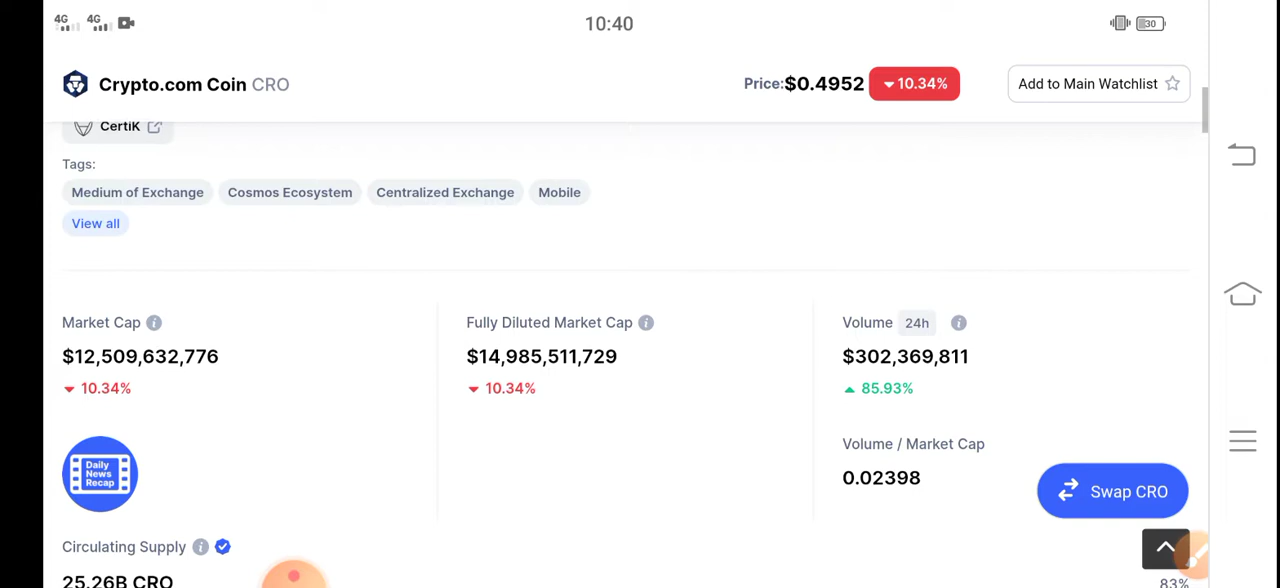 4G 4G 10:40 30
Crypto.com Coin CRO Price:$0.4952 10.34% Add to Main Watchlist
CertiK
Tags:
Medium of Exchange Cosmos Ecosystem Centralized Exchange Mobile
View all
Market Cap Fully Diluted Market Cap Volume 24h
$12,509,632,776 $14,985,511,729 $302,369,811
10.34% 10.34% 85.93%
Volume / Market Cap
Daily
News
Recap
0.02398
Swap CRO
Circulating Supply
25.26B CRO 83%